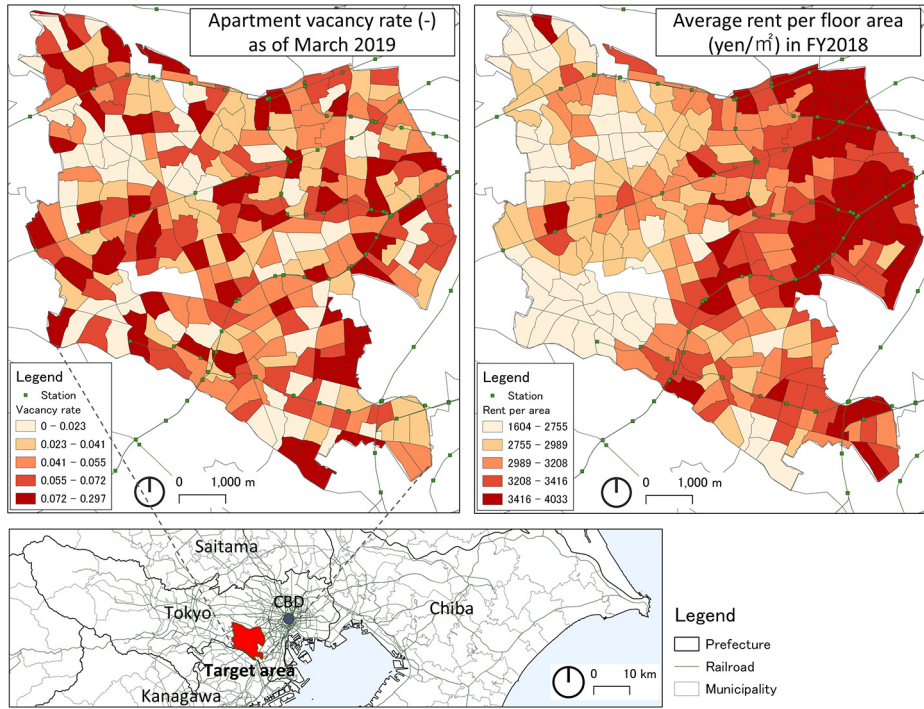 Apartment vacancy rate (-)
as of March 2019
Legend
Station
Vacancy rate
0 – 0.023
0.023 – 0.041
0.041 – 0.055
0.055 – 0.072
0.072 – 0.297
0 1,000 m
Average rent per floor area
(yen/㎡) in FY2018
Legend
Station
Rent per area
1604 – 2755
2755 – 2989
2989 – 3208
3208 – 3416
3416 – 4033
0 1,000 m
Saitama
Tokyo
CBD
Chiba
Target area
Kanagawa
0 10 km
Legend
Prefecture
Railroad
Municipality